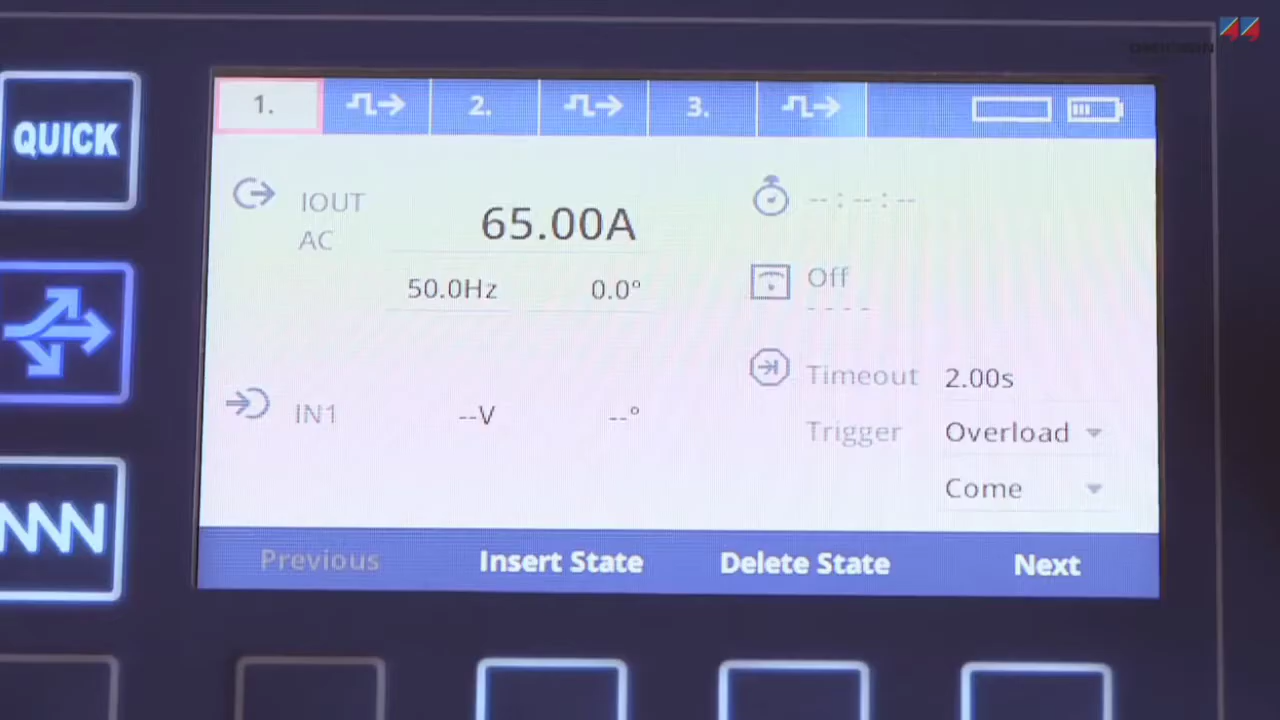 QUICK
1.
2.
3.
IOUT
AC
65.00A
50.0Hz
0.0°
IN1
--V
--°
-- : -- : --
Off
----
Timeout 2.00s
Trigger Overload
Come
Previous
Insert State
Delete State
Next